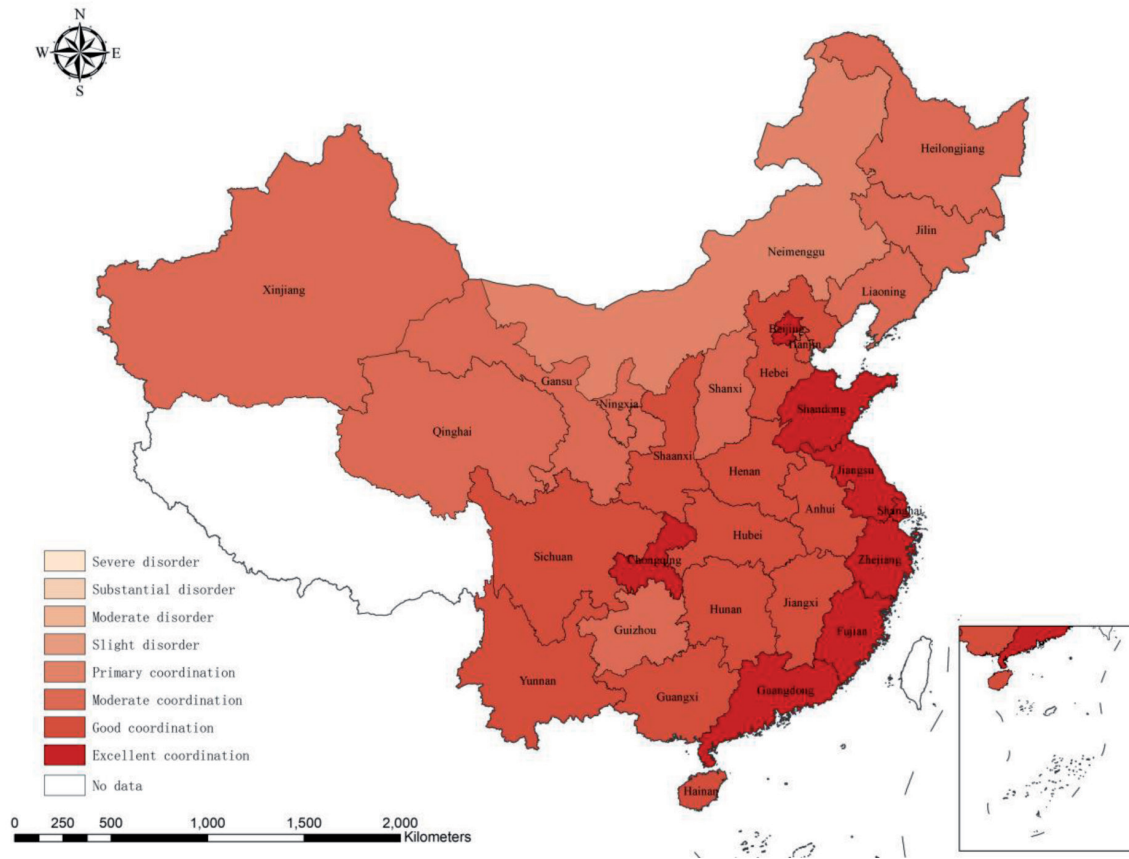 N
W E
S
Heilongjiang
Jilin
Neimenggu
Liaoning
Xinjiang
Beijing
Tianjin
Gansu
Hebei
Shanxi
Ningxia
Shandong
Qinghai
Shaanxi
Henan
Jiangsu
Anhui
Shanghai
Hubei
Sichuan
Chongqing
Zhejiang
Hunan
Jiangxi
Guizhou
Fujian
Yunnan
Guangxi
Guangdong
Hainan
Severe disorder
Substantial disorder
Moderate disorder
Slight disorder
Primary coordination
Moderate coordination
Good coordination
Excellent coordination
No data
0 250 500 1,000 1,500 2,000
Kilometers